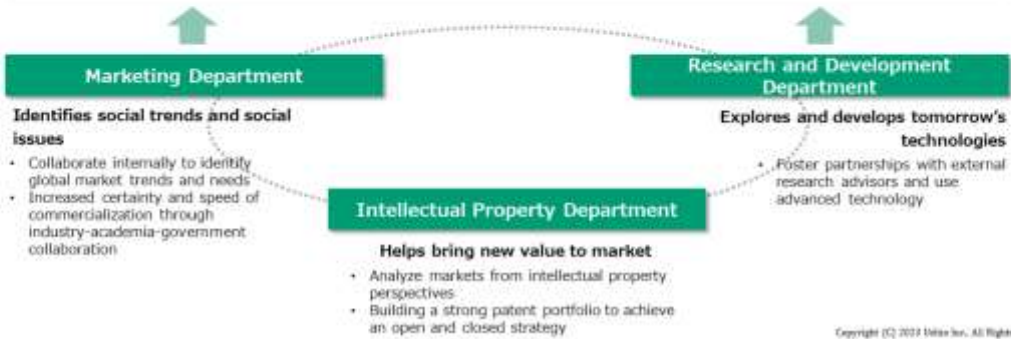 Marketing Department
Identifies social trends and social
issues
• Collaborate internally to identify
global market trends and needs
• Increased certainty and speed of
commercialization through
industry-academia-government
collaboration
Research and Development
Department
Explores and develops tomorrow's
technologies
• Foster partnerships with external
research advisors and use
advanced technology
Intellectual Property Department
Helps bring new value to market
• Analyze markets from intellectual property
perspectives
• Building a strong patent portfolio to achieve
an open and closed strategy
Copyright (C) Inc. All Rights